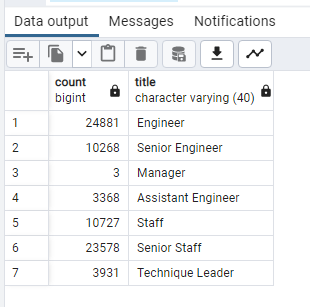 Data output Messages Notifications
count title
bigint character varying (40)
1 24881 Engineer
2 10268 Senior Engineer
3 3 Manager
4 3368 Assistant Engineer
5 10727 Staff
6 23578 Senior Staff
7 3931 Technique Leader